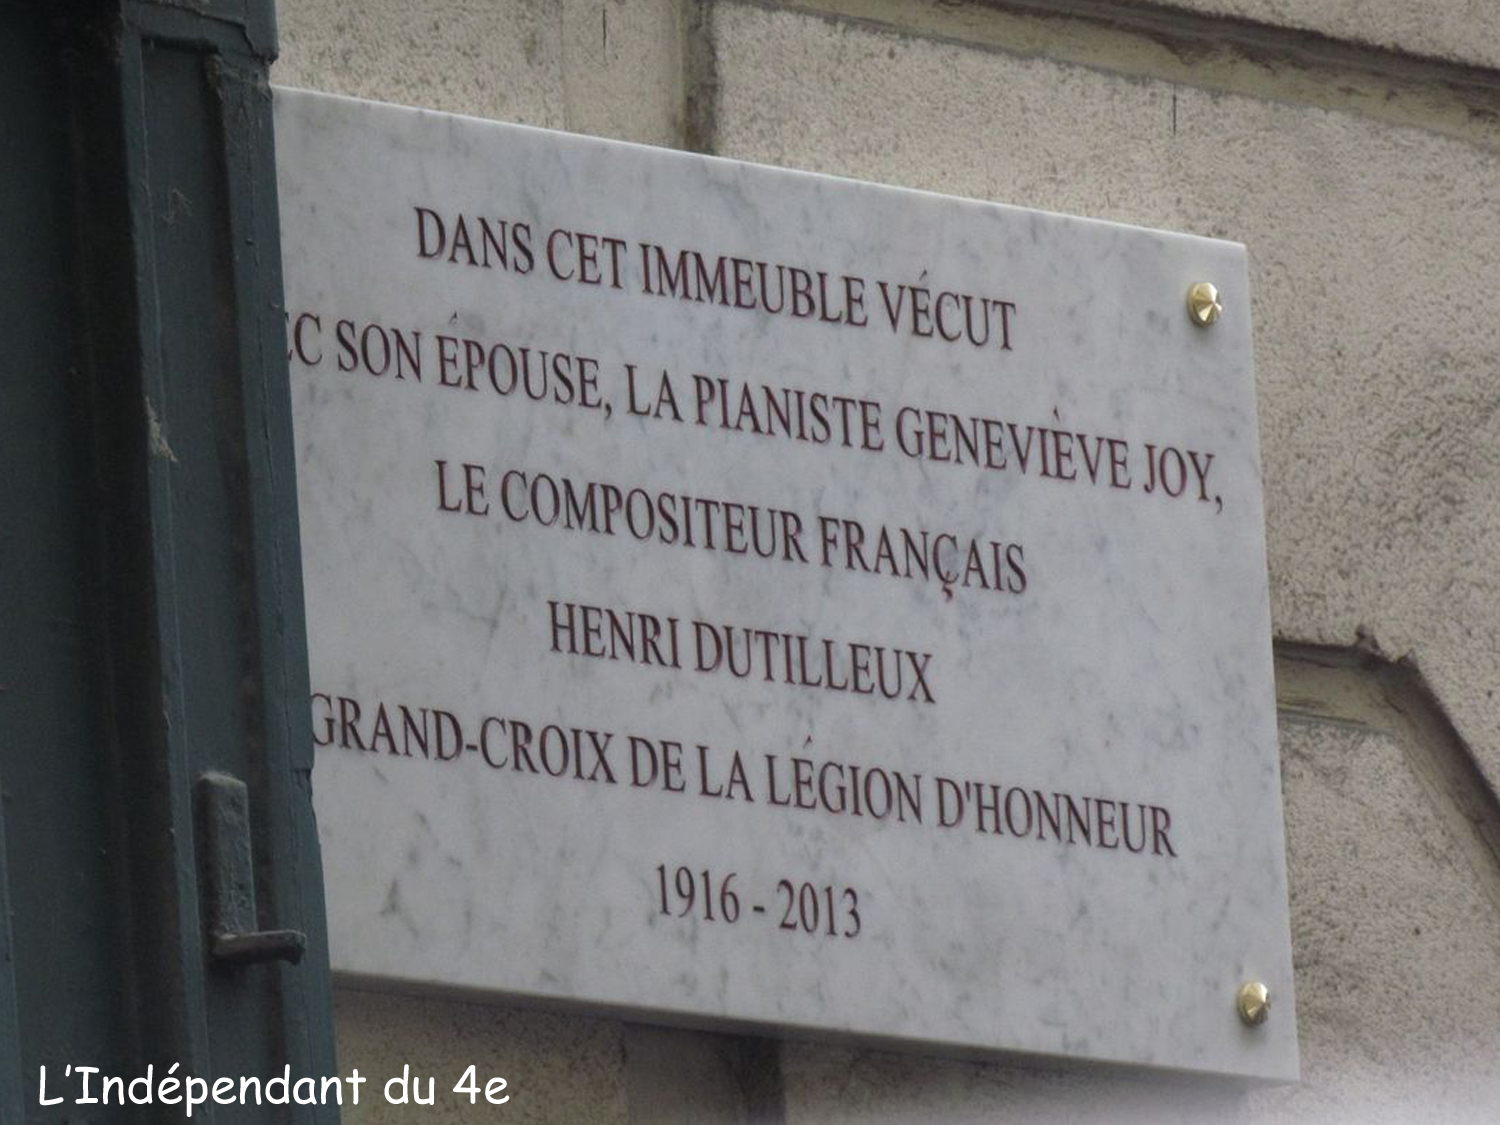 DANS CET IMMEUBLE VÉCUT
EC SON ÉPOUSE, LA PIANISTE GENEVIÈVE JOY,
LE COMPOSITEUR FRANÇAIS
HENRI DUTILLEUX
GRAND-CROIX DE LA LÉGION D'HONNEUR
1916 - 2013
L'Indépendant du 4e